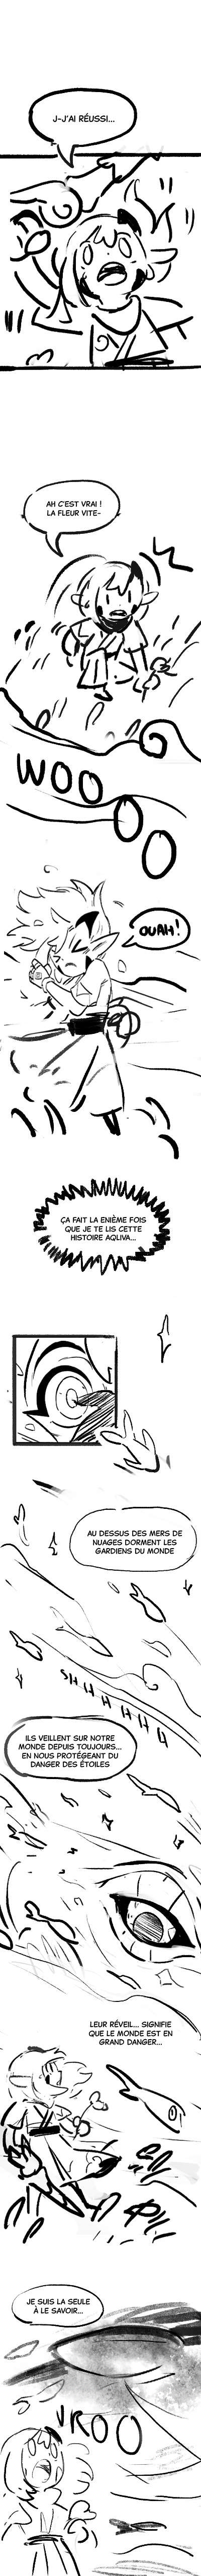 J-J'AI RÉUSSI...
AH C'EST VRAI !
LA FLEUR VITE-
WOO
O
O
OUAH!
ÇA FAIT LA ENIÈME FOIS
QUE JE TE LIS CETTE
HISTOIRE AQLIVA...
AU DESSUS DES MERS DE
NUAGES DORMENT LES
GARDIENS DU MONDE
SHHHHHH
ILS VEILLENT SUR NOTRE
MONDE DEPUIS TOUJOURS...
EN NOUS PROTÉGEANT DU
DANGER DES ÉTOILES
LEUR RÉVEIL... SIGNIFIE
QUE LE MONDE EST EN
GRAND DANGER...
JE SUIS LA SEULE
À LE SAVOIR...
VROO